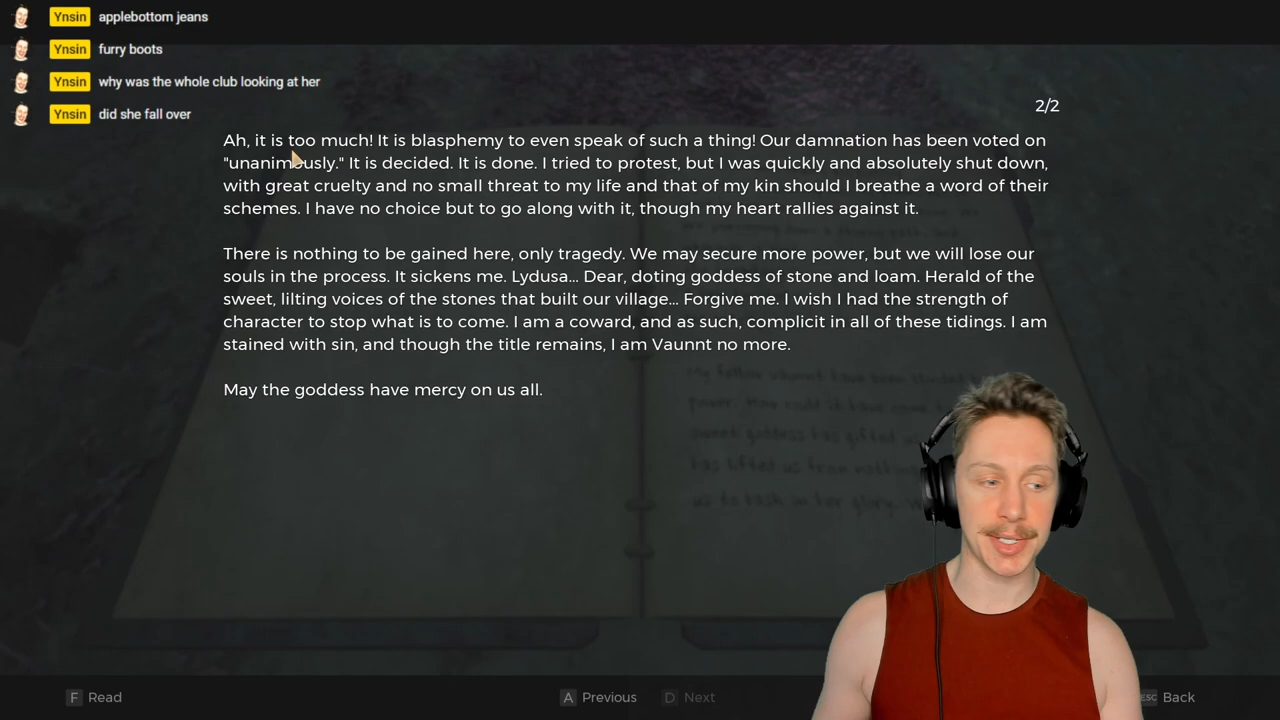 Ynsin applebottom jeans
Ynsin furry boots
Ynsin why was the whole club looking at her
Ynsin did she fall over
2/2
Ah, it is too much! It is blasphemy to even speak of such a thing! Our damnation has been voted on
"unanimously." It is decided. It is done. I tried to protest, but I was quickly and absolutely shut down,
with great cruelty and no small threat to my life and that of my kin should I breathe a word of their
schemes. I have no choice but to go along with it, though my heart rallies against it.
There is nothing to be gained here, only tragedy. We may secure more power, but we will lose our
souls in the process. It sickens me. Lydusa... Dear, doting goddess of stone and loam. Herald of the
sweet, lilting voices of the stones that built our village... Forgive me. I wish I had the strength of
character to stop what is to come. I am a coward, and as such, complicit in all of these tidings. I am
stained with sin, and though the title remains, I am Vaunnt no more.
May the goddess have mercy on us all.
F Read
A Previous
D Next
ESC Back